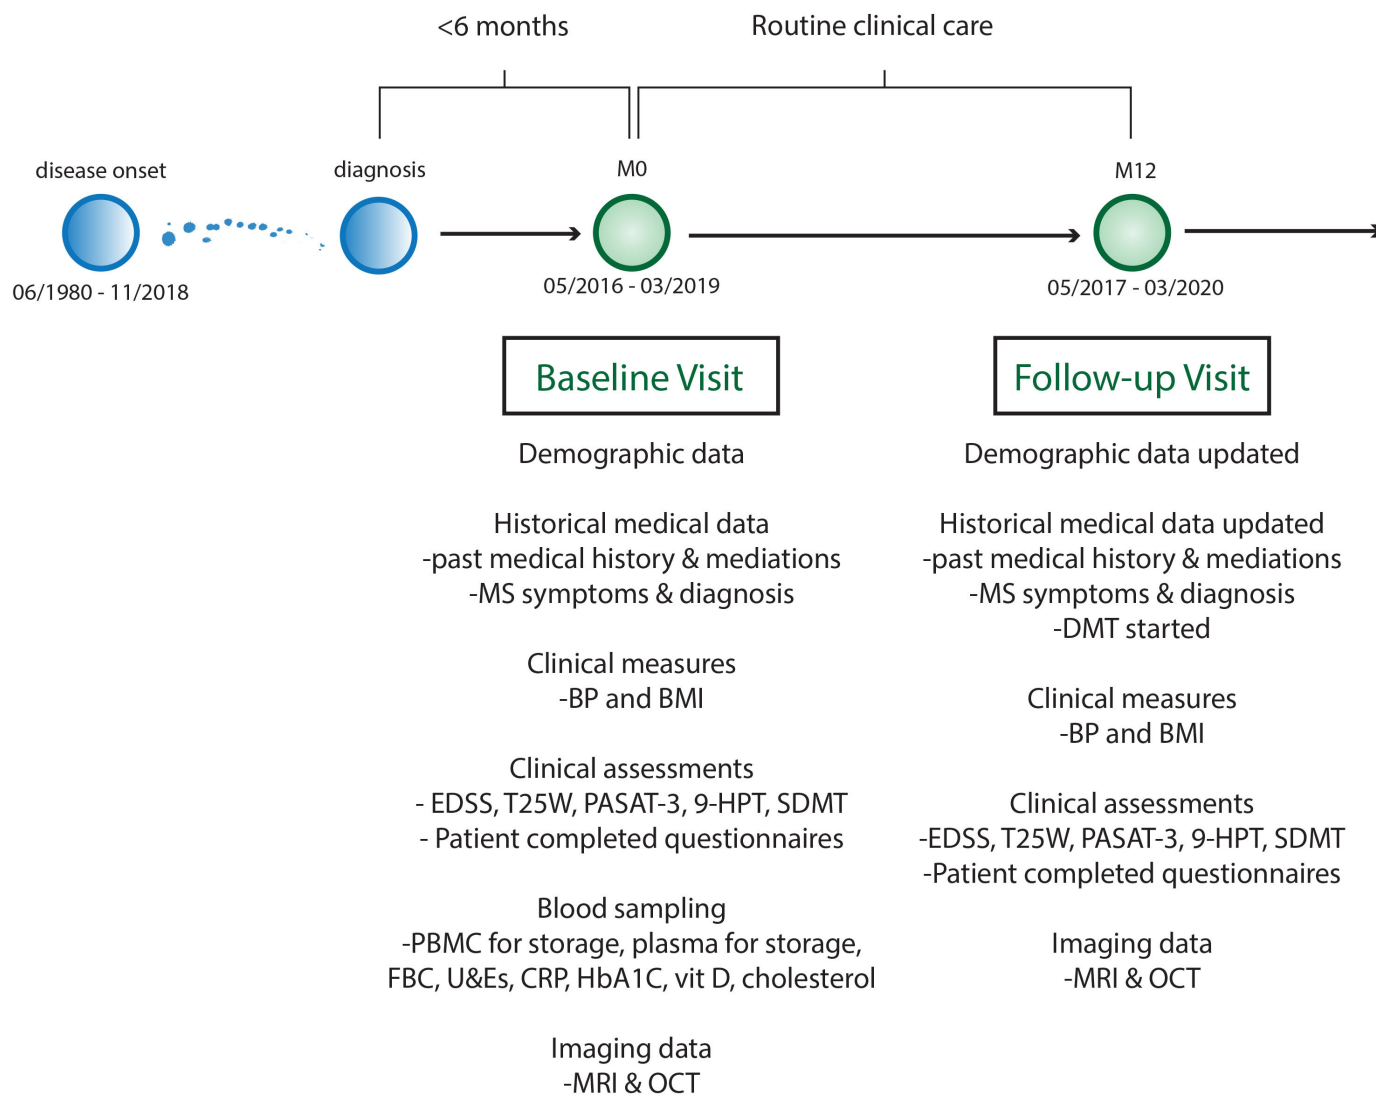 <6 months
Routine clinical care
disease onset
diagnosis
M0
M12
06/1980 - 11/2018
05/2016 - 03/2019
05/2017 - 03/2020
Baseline Visit
Demographic data
Historical medical data
-past medical history & mediations
-MS symptoms & diagnosis
Clinical measures
-BP and BMI
Clinical assessments
- EDSS, T25W, PASAT-3, 9-HPT, SDMT
- Patient completed questionnaires
Blood sampling
-PBMC for storage, plasma for storage,
FBC, U&Es, CRP, HbA1C, vit D, cholesterol
Imaging data
-MRI & OCT
Follow-up Visit
Demographic data updated
Historical medical data updated
-past medical history & mediations
-MS symptoms & diagnosis
-DMT started
Clinical measures
-BP and BMI
Clinical assessments
-EDSS, T25W, PASAT-3, 9-HPT, SDMT
-Patient completed questionnaires
Imaging data
-MRI & OCT